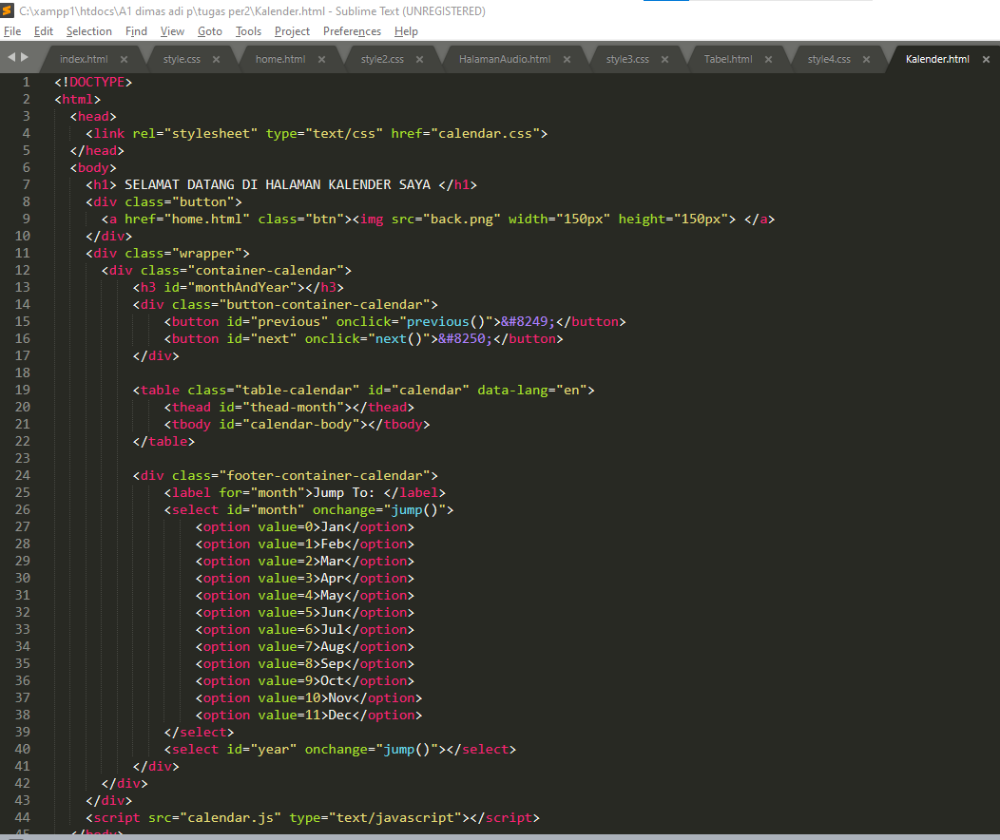 C:\xampp1\htdocs\A1 dimas adi p\tugas per2\Kalender.html - Sublime Text (UNREGISTERED)
File Edit Selection Find View Goto Tools Project Preferences Help
index.html × style.css × home.html × style2.css × HalamanAudio.html × style3.css × Tabel.html × style4.css × Kalender.html ×
1 <!DOCTYPE>
2 <html>
3 <head>
4 <link rel="stylesheet" type="text/css" href="calendar.css">
5 </head>
6 <body>
7 <h1> SELAMAT DATANG DI HALAMAN KALENDER SAYA </h1>
8 <div class="button">
9 <a href="home.html" class="btn"><img src="back.png" width="150px" height="150px"> </a>
10 </div>
11 <div class="wrapper">
12 <div class="container-calendar">
13 <h3 id="monthAndYear"></h3>
14 <div class="button-container-calendar">
15 <button id="previous" onclick="previous()">&#8249;</button>
16 <button id="next" onclick="next()">&#8250;</button>
17 </div>
18
19 <table class="table-calendar" id="calendar" data-lang="en">
20 <thead id="thead-month"></thead>
21 <tbody id="calendar-body"></tbody>
22 </table>
23
24 <div class="footer-container-calendar">
25 <label for="month">Jump To: </label>
26 <select id="month" onchange="jump()">
27 <option value=0>Jan</option>
28 <option value=1>Feb</option>
29 <option value=2>Mar</option>
30 <option value=3>Apr</option>
31 <option value=4>May</option>
32 <option value=5>Jun</option>
33 <option value=6>Jul</option>
34 <option value=7>Aug</option>
35 <option value=8>Sep</option>
36 <option value=9>Oct</option>
37 <option value=10>Nov</option>
38 <option value=11>Dec</option>
39 </select>
40 <select id="year" onchange="jump()"></select>
41 </div>
42 </div>
43 </div>
44 <script src="calendar.js" type="text/javascript"></script>
45 </body>